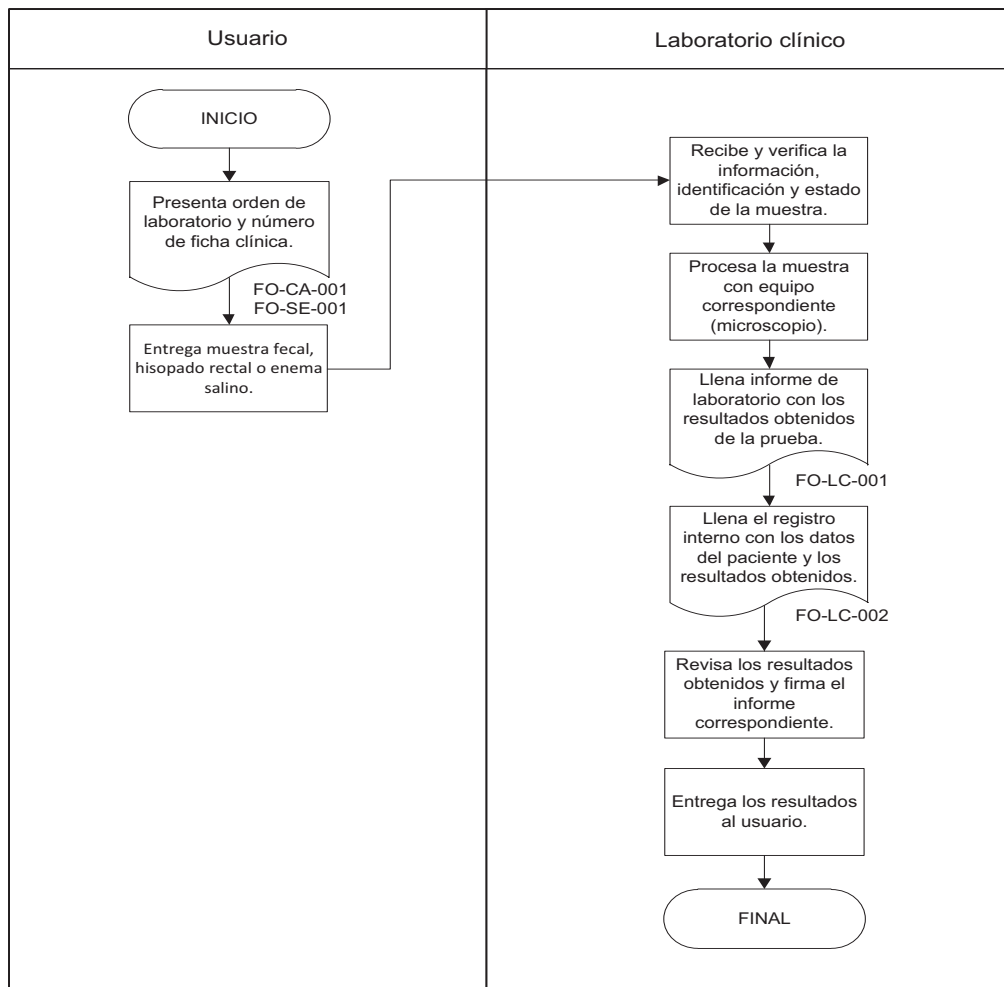 Usuario
Laboratorio clínico
INICIO
Presenta orden de
laboratorio y número
de ficha clínica.
FO-CA-001
FO-SE-001
Entrega muestra fecal,
hisopado rectal o enema
salino.
Recibe y verifica la
información,
identificación y estado
de la muestra.
Procesa la muestra
con equipo
correspondiente
(microscopio).
Llena informe de
laboratorio con los
resultados obtenidos
de la prueba.
FO-LC-001
Llena el registro
interno con los datos
del paciente y los
resultados obtenidos.
FO-LC-002
Revisa los resultados
obtenidos y firma el
informe
correspondiente.
Entrega los resultados
al usuario.
FINAL